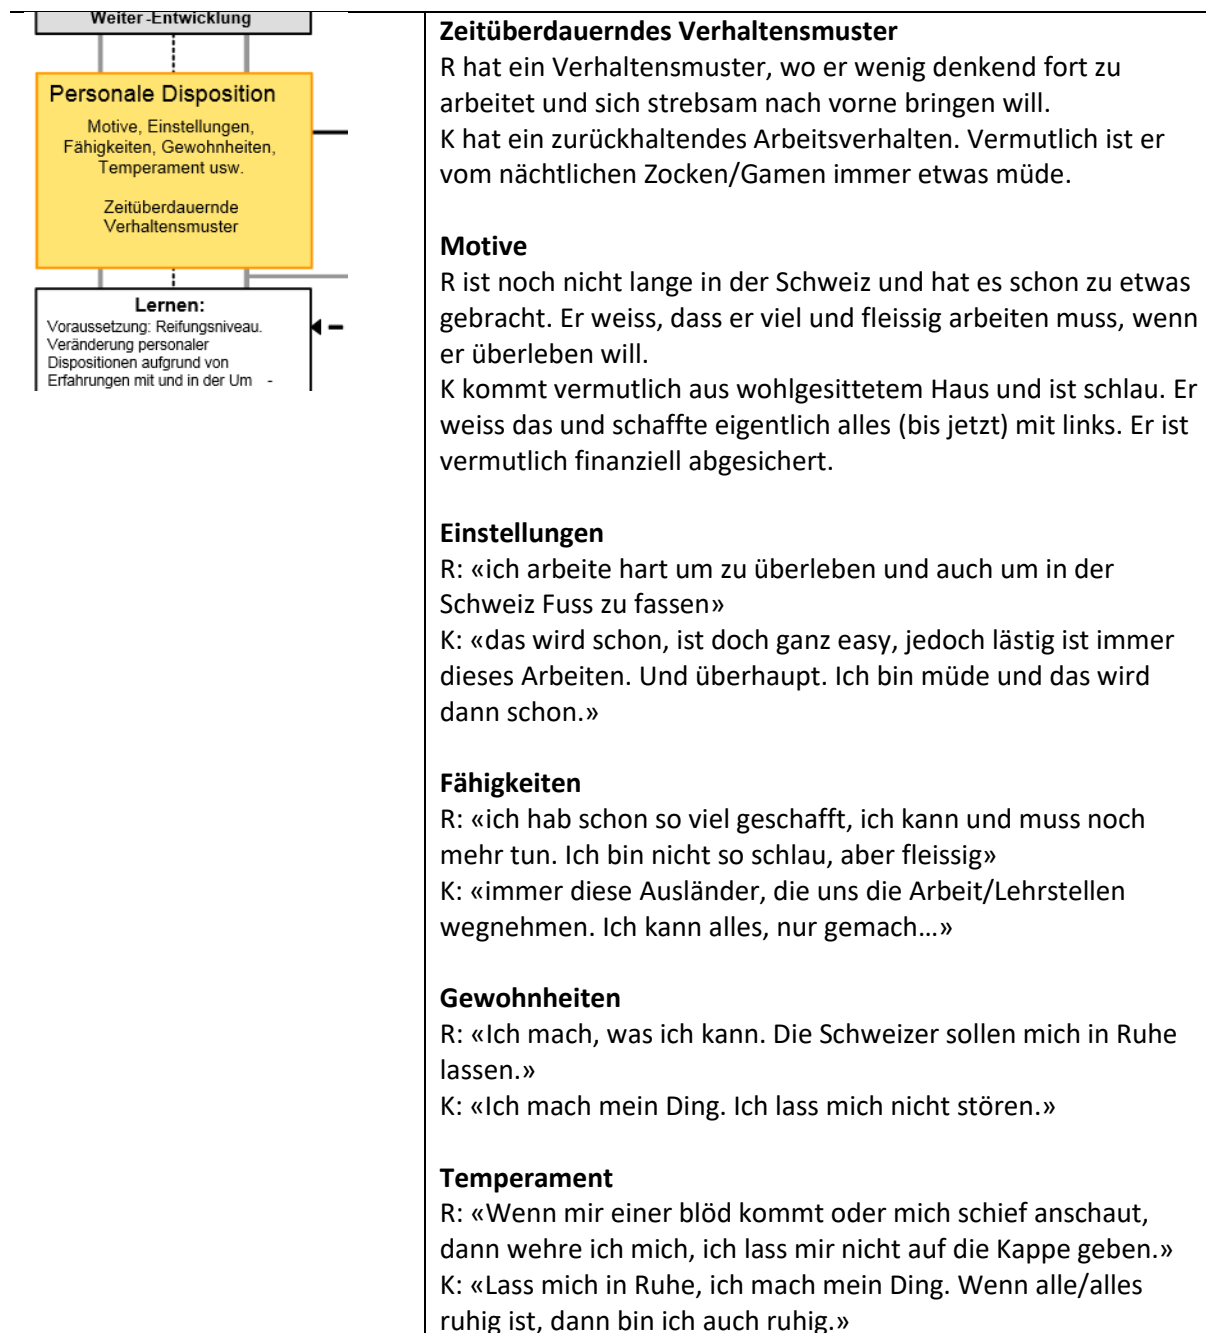 Weiter -Entwicklung
Personale Disposition
Motive, Einstellungen,
Fähigkeiten, Gewohnheiten,
Temperament usw.
Zeitüberdauernde
Verhaltensmuster
Lernen:
Voraussetzung: Reifungsniveau.
Veränderung personaler
Dispositionen aufgrund von
Erfahrungen mit und in der Um -
Zeitüberdauerndes Verhaltensmuster
R hat ein Verhaltensmuster, wo er wenig denkend fort zu
arbeitet und sich strebsam nach vorne bringen will.
K hat ein zurückhaltendes Arbeitsverhalten. Vermutlich ist er
vom nächtlichen Zocken/Gamen immer etwas müde.
Motive
R ist noch nicht lange in der Schweiz und hat es schon zu etwas
gebracht. Er weiss, dass er viel und fleissig arbeiten muss, wenn
er überleben will.
K kommt vermutlich aus wohlgesittetem Haus und ist schlau. Er
weiss das und schaffte eigentlich alles (bis jetzt) mit links. Er ist
vermutlich finanziell abgesichert.
Einstellungen
R: «ich arbeite hart um zu überleben und auch um in der
Schweiz Fuss zu fassen»
K: «das wird schon, ist doch ganz easy, jedoch lästig ist immer
dieses Arbeiten. Und überhaupt. Ich bin müde und das wird
dann schon.»
Fähigkeiten
R: «ich hab schon so viel geschafft, ich kann und muss noch
mehr tun. Ich bin nicht so schlau, aber fleissig»
K: «immer diese Ausländer, die uns die Arbeit/Lehrstellen
wegnehmen. Ich kann alles, nur gemach…»
Gewohnheiten
R: «Ich mach, was ich kann. Die Schweizer sollen mich in Ruhe
lassen.»
K: «Ich mach mein Ding. Ich lass mich nicht stören.»
Temperament
R: «Wenn mir einer blöd kommt oder mich schief anschaut,
dann wehre ich mich, ich lass mir nicht auf die Kappe geben.»
K: «Lass mich in Ruhe, ich mach mein Ding. Wenn alle/alles
ruhig ist, dann bin ich auch ruhig.»